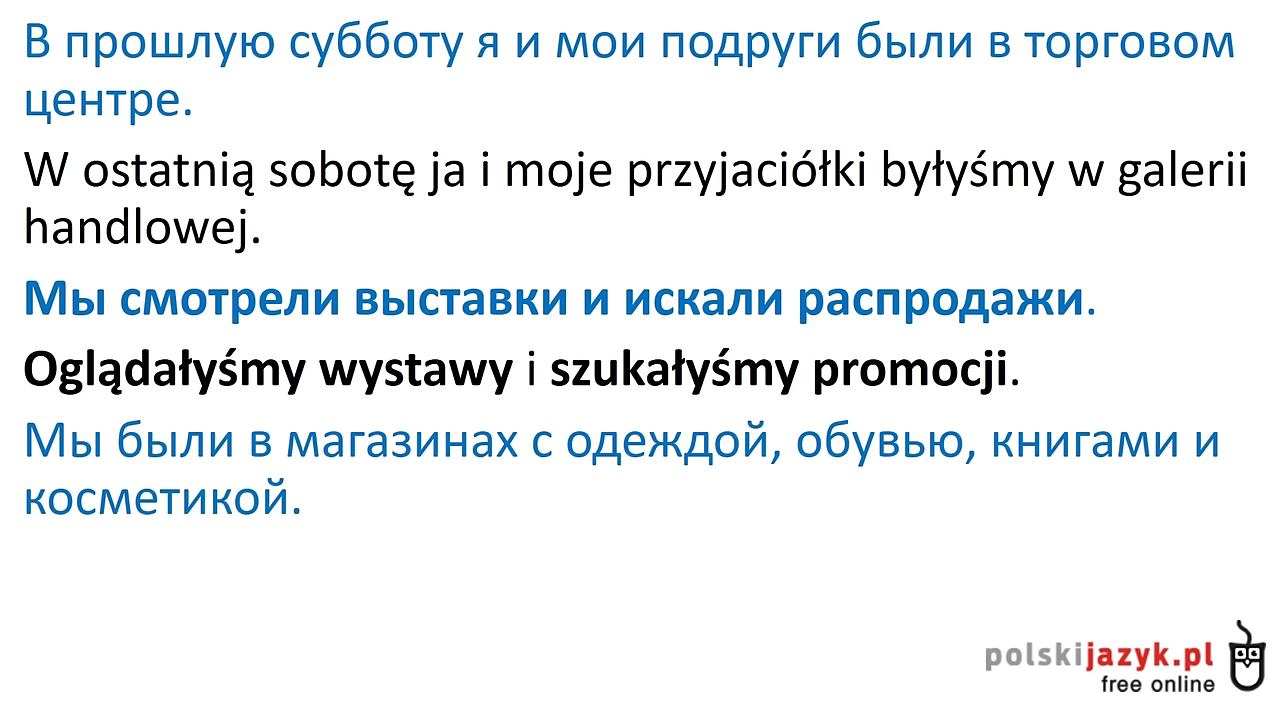 В прошлую субботу я и мои подруги были в торговом
центре.
W ostatnią sobotę ja i moje przyjaciółki byłyśmy w galerii
handlowej.
Мы смотрели выставки и искали распродажи.
Oglądałyśmy wystawy i szukałyśmy promocji.
Мы были в магазинах с одеждой, обувью, книгами и
косметикой.
polskijazyk.pl
free online